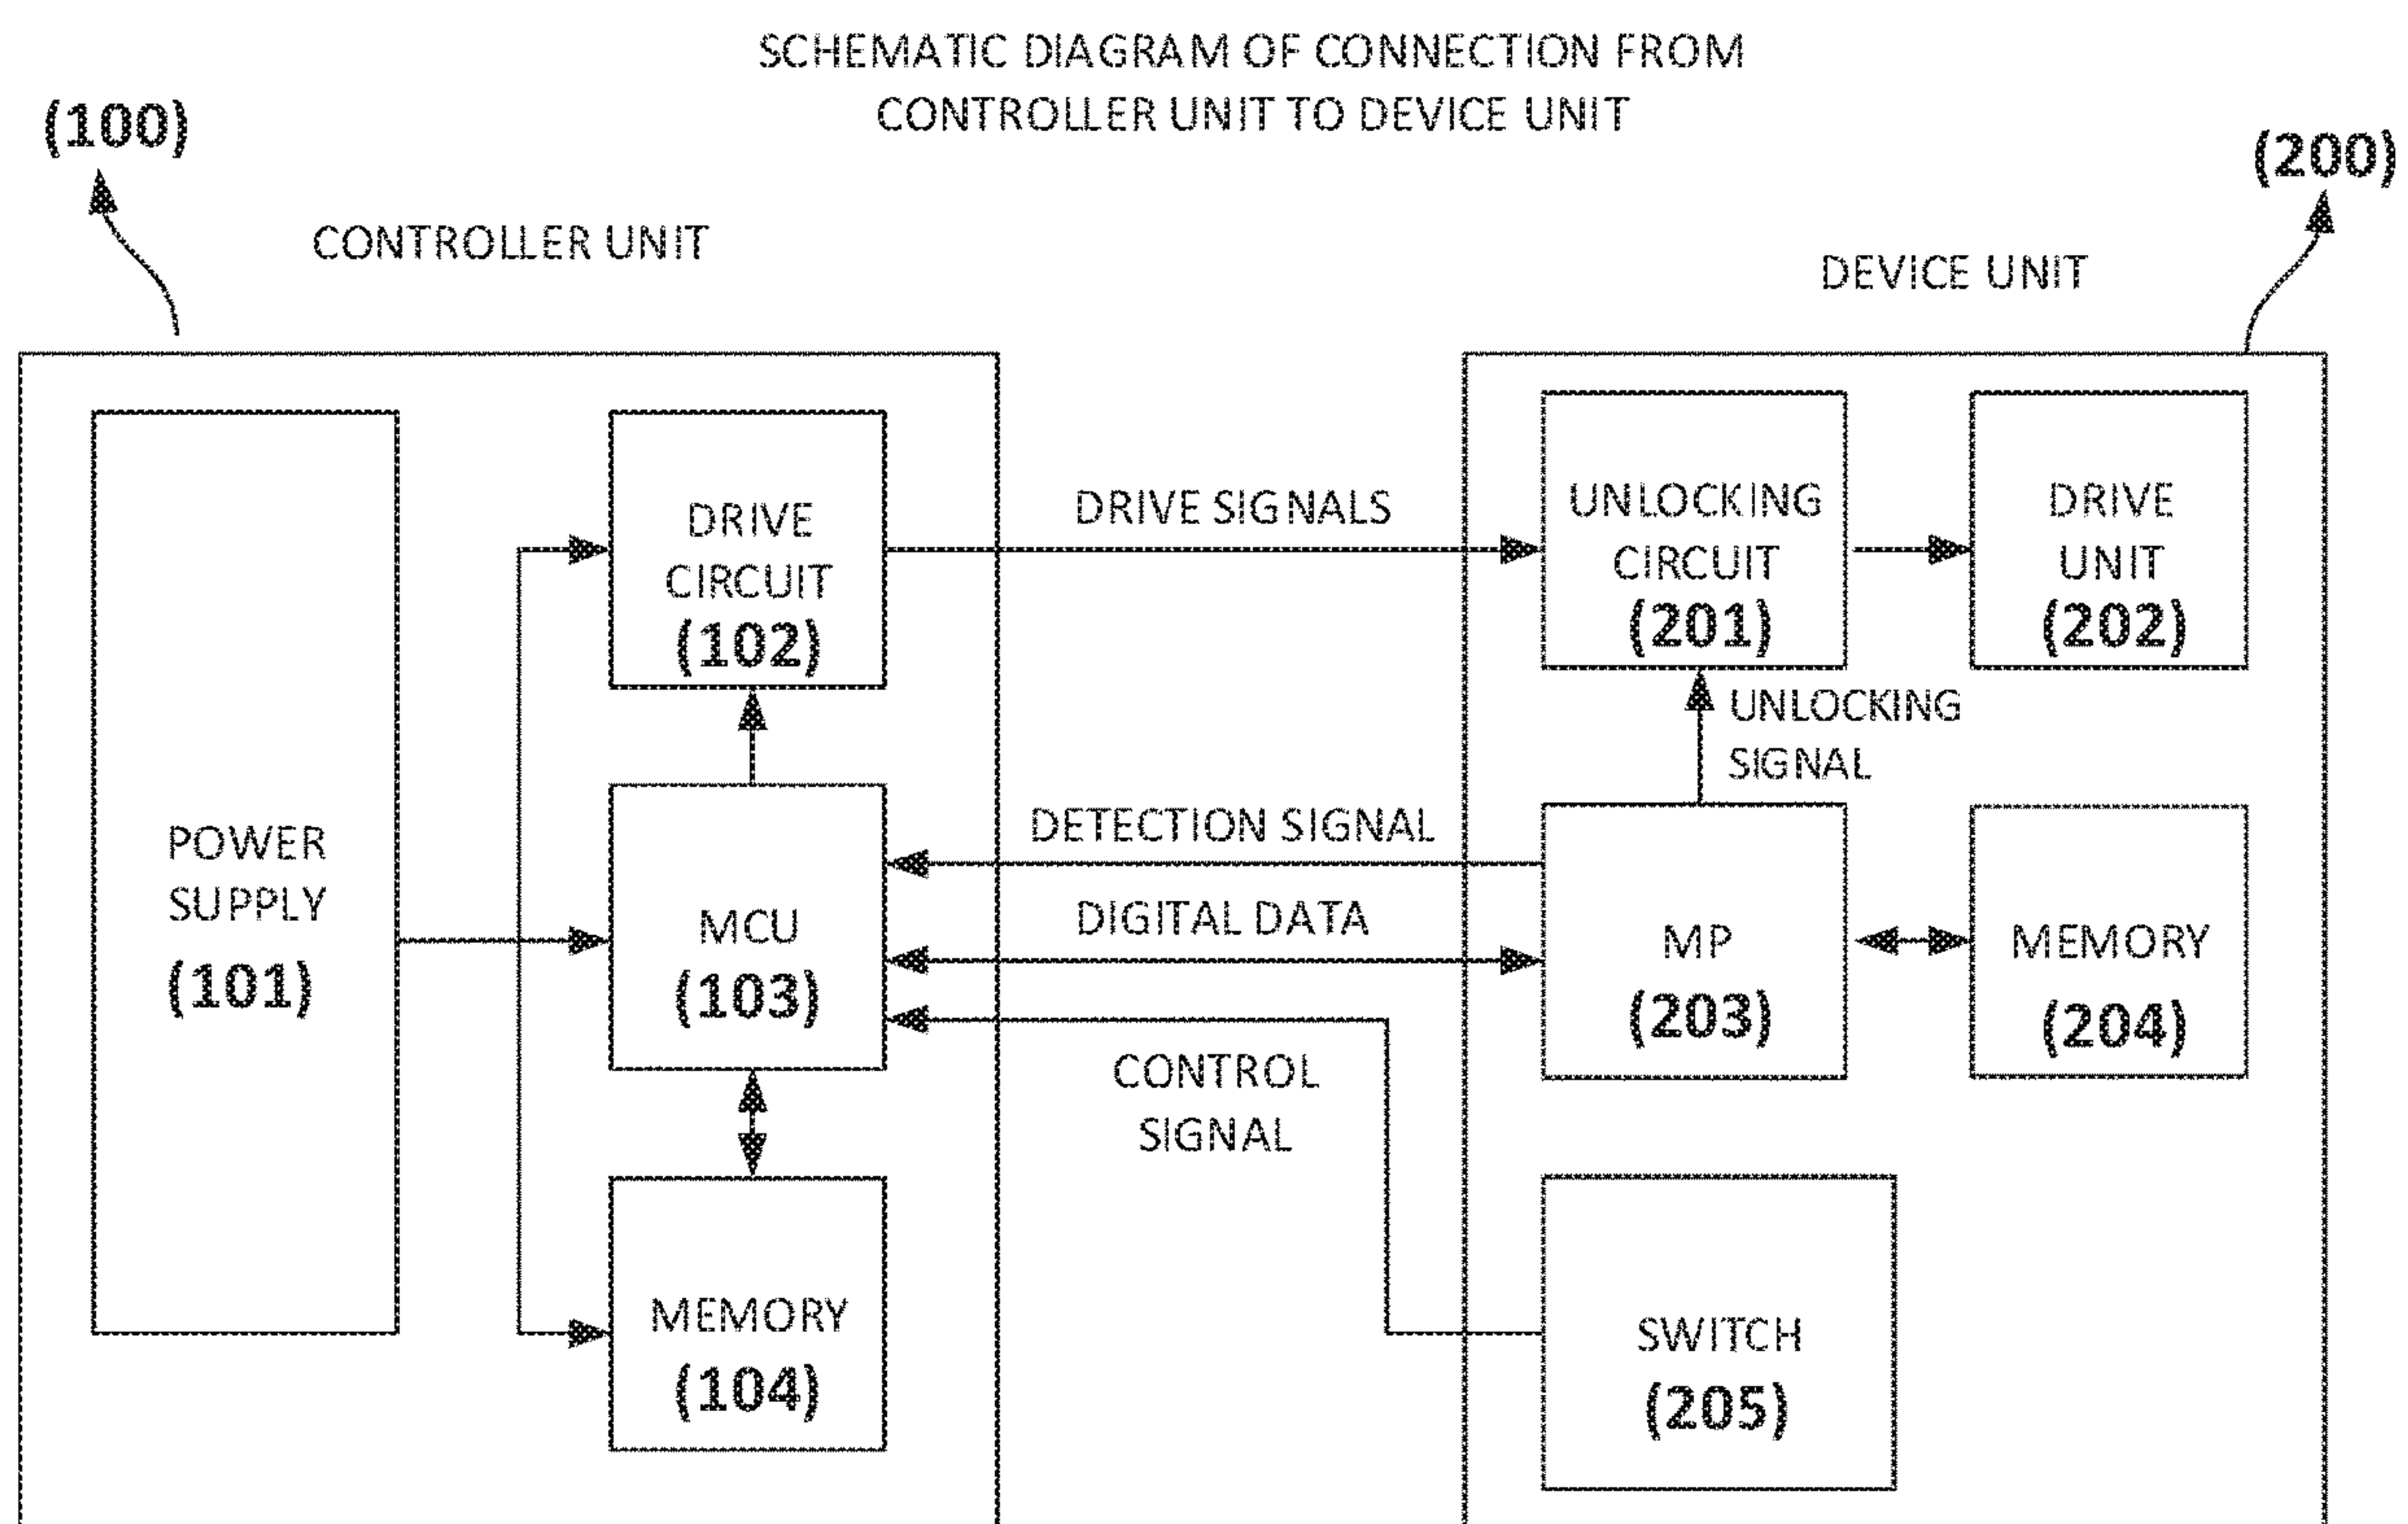 SCHEMATIC DIAGRAM OF CONNECTION FROM
CONTROLLER UNIT TO DEVICE UNIT
(100)
(200)
CONTROLLER UNIT
DEVICE UNIT
POWER
SUPPLY
(101)
DRIVE
CIRCUIT
(102)
MCU
(103)
MEMORY
(104)
DRIVE SIGNALS
DETECTION SIGNAL
DIGITAL DATA
CONTROL
SIGNAL
UNLOCKING
CIRCUIT
(201)
DRIVE
UNIT
(202)
UNLOCKING
SIGNAL
MP
(203)
MEMORY
(204)
SWITCH
(205)